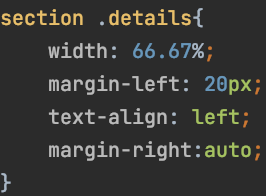 section .details{
    width: 66.67%;
    margin-left: 20px;
    text-align: left;
    margin-right:auto;
}